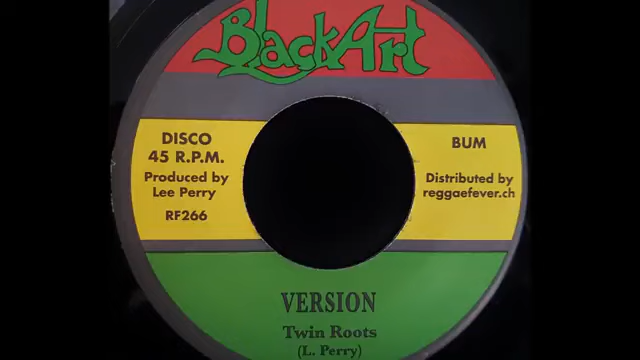 BlackArt
DISCO
45 R.P.M.
Produced by
Lee Perry
RF266
BUM
Distributed by
reggaefever.ch
VERSION
Twin Roots
(L. Perry)